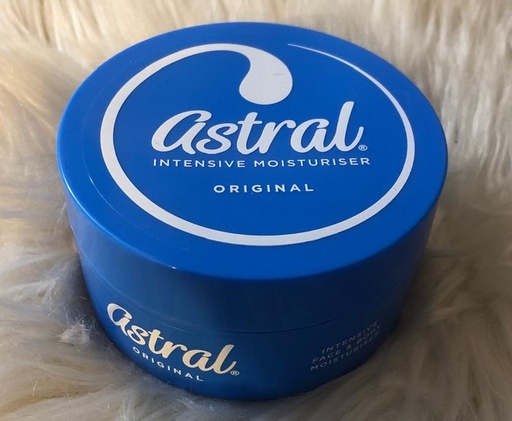 astral®
INTENSIVE MOISTURISER
ORIGINAL
astral®
ORIGINAL
INTENSIVE
FACE & BODY
MOISTURISER